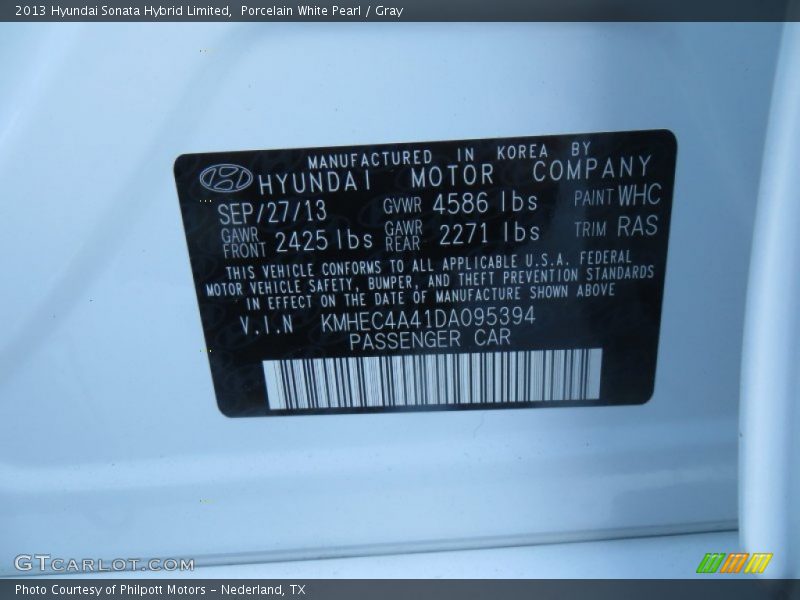 2013 Hyundai Sonata Hybrid Limited, Porcelain White Pearl / Gray
MANUFACTURED IN KOREA BY
HYUNDAI MOTOR COMPANY
SEP/27/13 GVWR 4586 lbs PAINT WHC
GAWR FRONT 2425 lbs GAWR REAR 2271 lbs TRIM RAS
THIS VEHICLE CONFORMS TO ALL APPLICABLE U.S.A. FEDERAL
MOTOR VEHICLE SAFETY, BUMPER, AND THEFT PREVENTION STANDARDS
IN EFFECT ON THE DATE OF MANUFACTURE SHOWN ABOVE
V.I.N KMHEC4A41DA095394
PASSENGER CAR
GTCARLOT.COM
Photo Courtesy of Philpott Motors - Nederland, TX